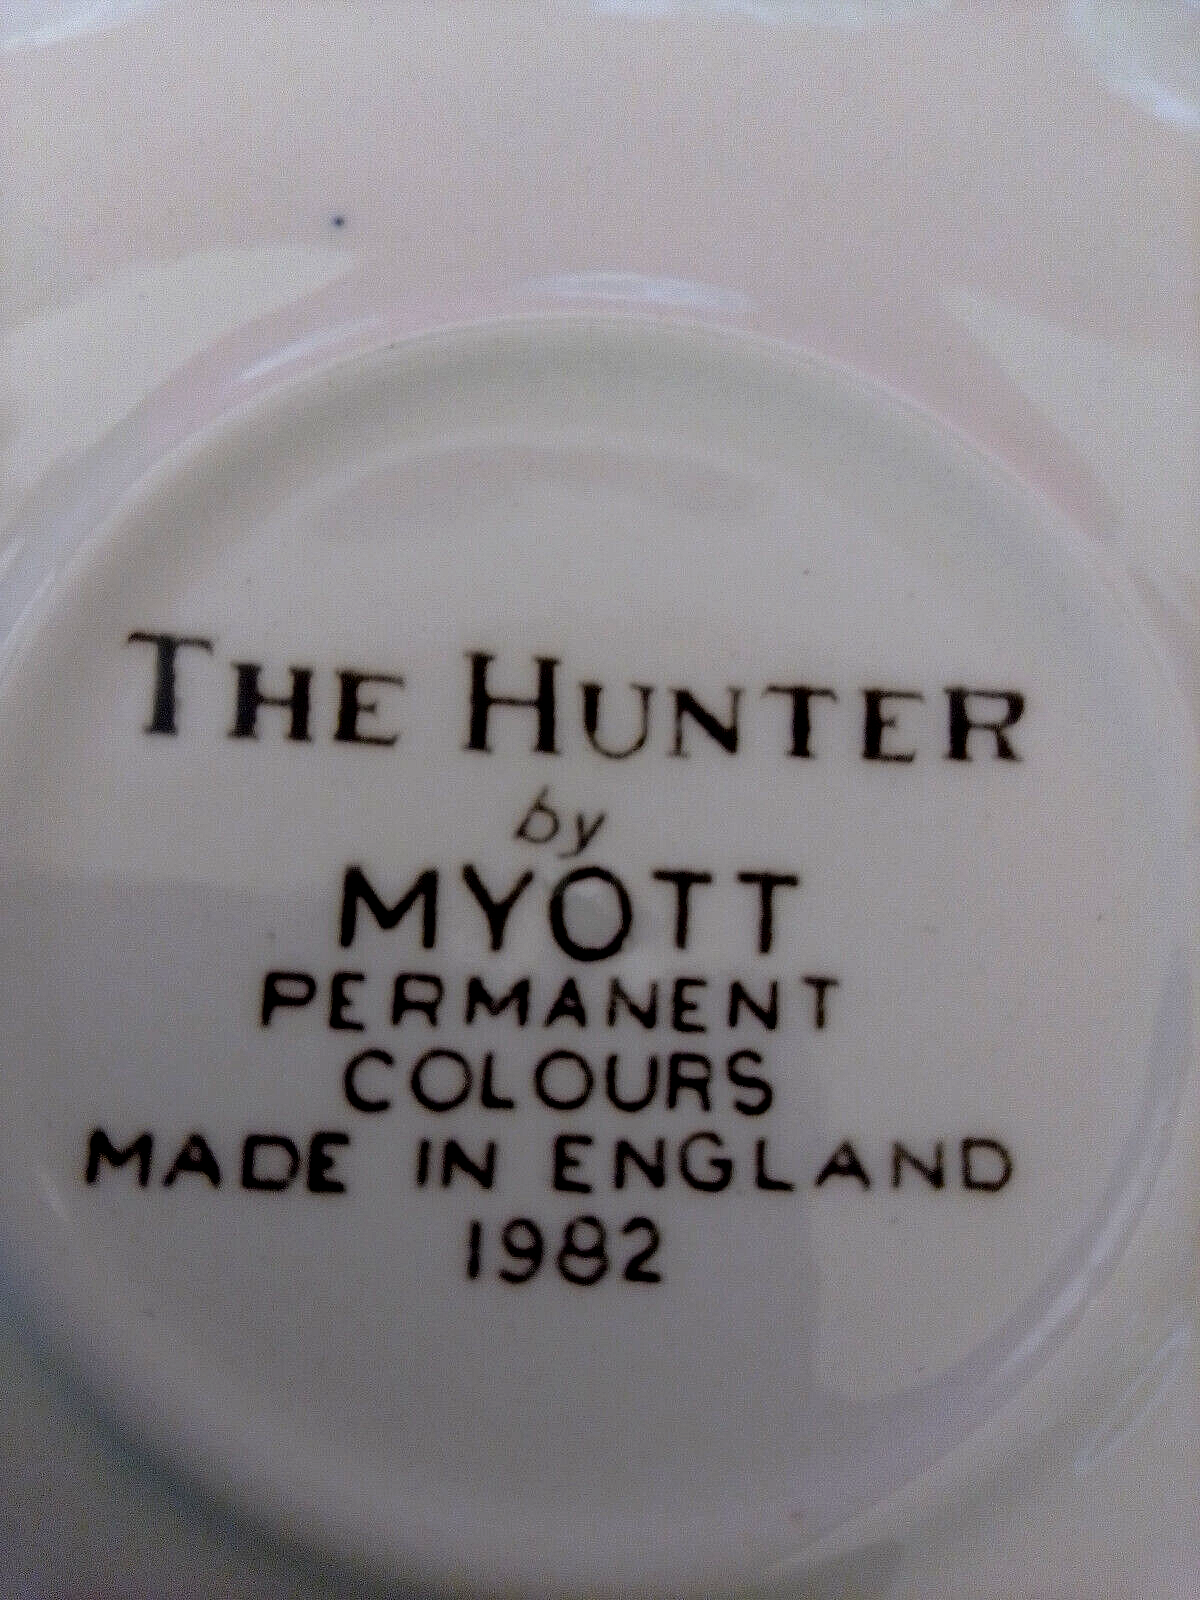 THE HUNTER
by
MYOTT
PERMANENT
COLOURS
MADE IN ENGLAND
1982